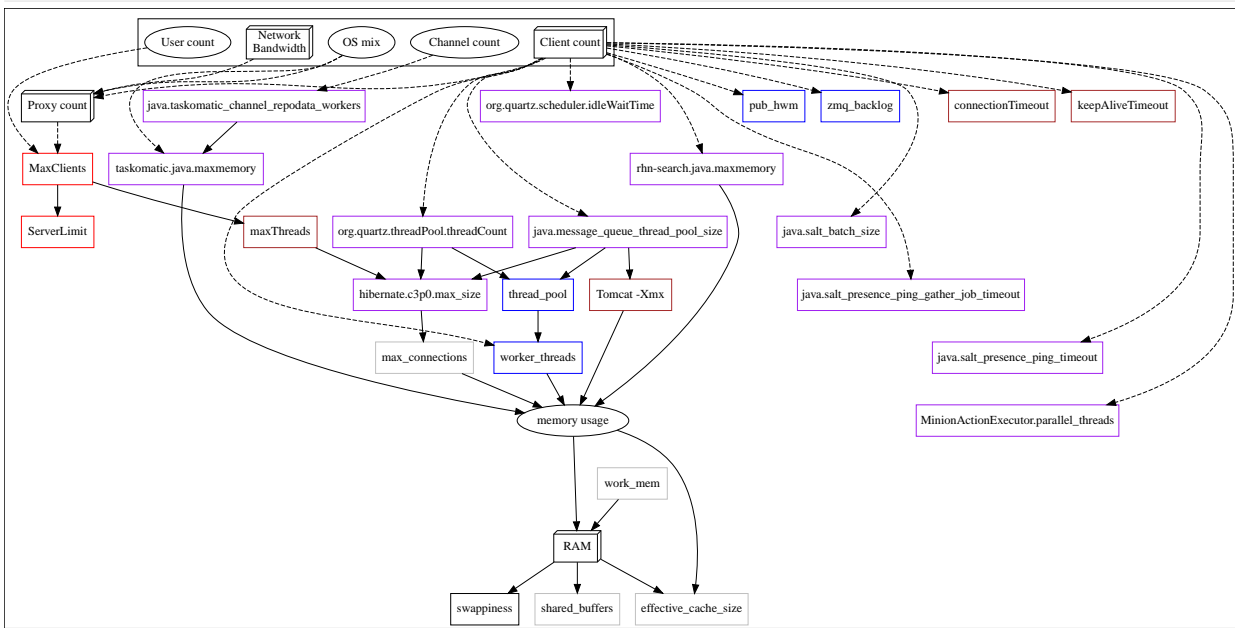 User count
Network
Bandwidth
OS mix
Channel count
Client count
Proxy count
java.taskomatic_channel_repodata_workers
org.quartz.scheduler.idleWaitTime
pub_hwm
zmq_backlog
connectionTimeout
keepAliveTimeout
MaxClients
taskomatic.java.maxmemory
rhn-search.java.maxmemory
ServerLimit
maxThreads
org.quartz.threadPool.threadCount
java.message_queue_thread_pool_size
java.salt_batch_size
hibernate.c3p0.max_size
thread_pool
Tomcat -Xmx
java.salt_presence_ping_gather_job_timeout
max_connections
worker_threads
java.salt_presence_ping_timeout
memory usage
MinionActionExecutor.parallel_threads
work_mem
RAM
swappiness
shared_buffers
effective_cache_size